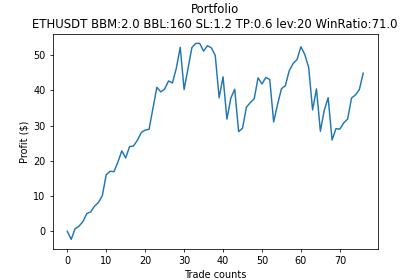 Portfolio
ETHUSDT BBM:2.0 BBL:160 SL:1.2 TP:0.6 lev:20 WinRatio:71.0
50
40
30
20
10
0
Profit ($)
0 10 20 30 40 50 60 70
Trade counts